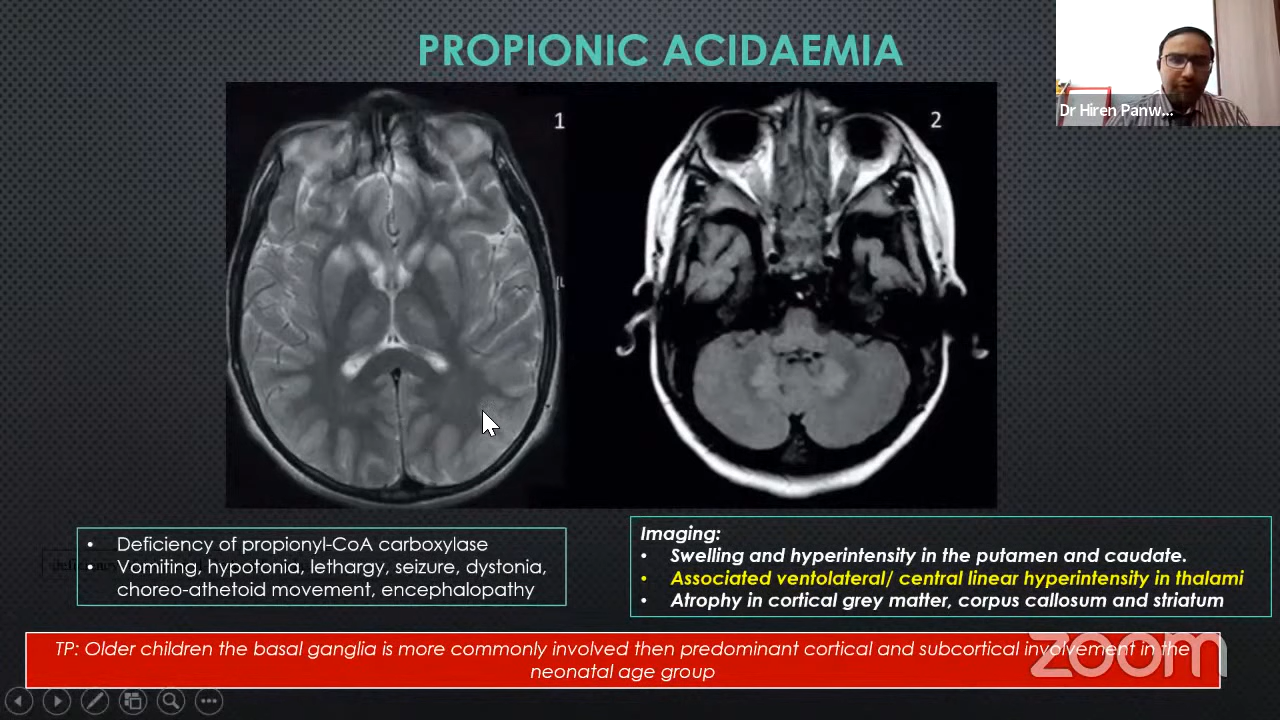 PROPIONIC ACIDAEMIA
1
2
Dr Hiren Panw...
• Deficiency of propionyl-CoA carboxylase
• Vomiting, hypotonia, lethargy, seizure, dystonia,
choreo-athetoid movement, encephalopathy
Imaging:
• Swelling and hyperintensity in the putamen and caudate.
• Associated ventolateral/ central linear hyperintensity in thalami
• Atrophy in cortical grey matter, corpus callosum and striatum
TP: Older children the basal ganglia is more commonly involved then predominant cortical and subcortical involvement in the
neonatal age group
zoom